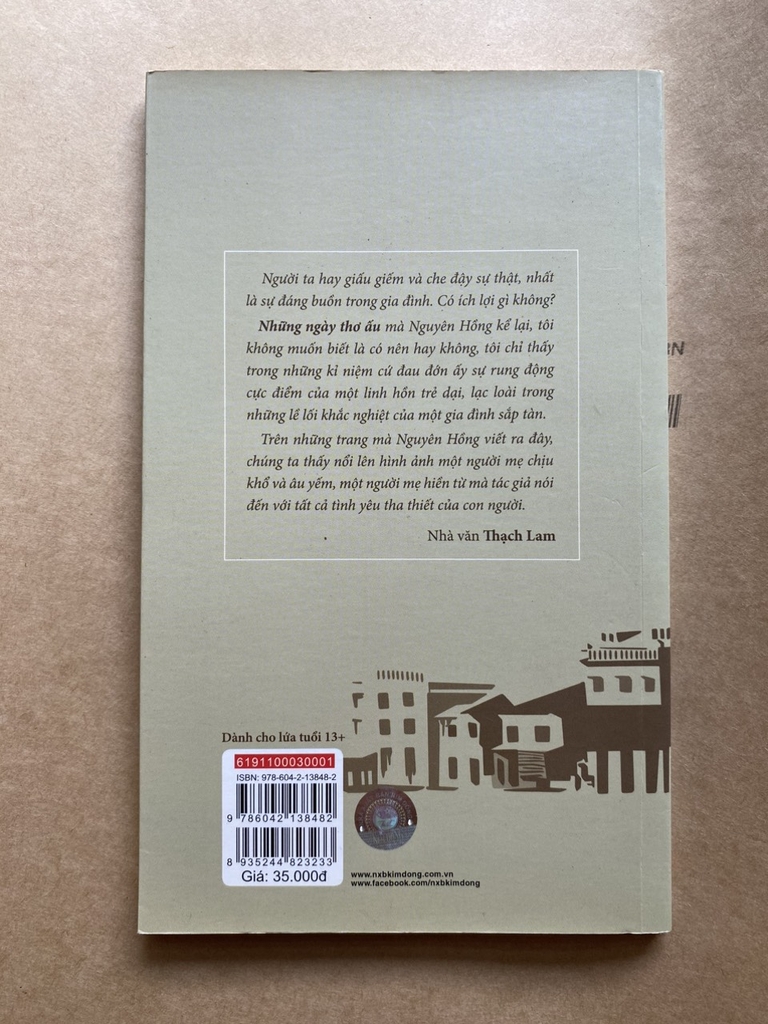 Người ta hay giấu giếm và che đậy sự thật, nhất
là sự đáng buồn trong gia đình. Có ích lợi gì không?
Những ngày thơ ấu mà Nguyên Hồng kể lại, tôi
không muốn biết là có nên hay không, tôi chỉ thấy
trong những kỉ niệm cứ đau đớn ấy sự rung động
cực điểm của một linh hồn trẻ dại, lạc loài trong
những lề lối khắc nghiệt của một gia đình sắp tàn.
Trên những trang mà Nguyên Hồng viết ra đây,
chúng ta thấy nổi lên hình ảnh một người mẹ chịu
khổ và âu yếm, một người mẹ hiền từ mà tác giả nói
đến với tất cả tình yêu tha thiết của con người.
Nhà văn Thạch Lam
Dành cho lứa tuổi 13+
6191100030001
ISBN: 978-604-2-13848-2
9 786042 138482
8 935244 823233
Giá: 35.000đ
www.nxbkimdong.com.vn
www.facebook.com/nxbkimdong